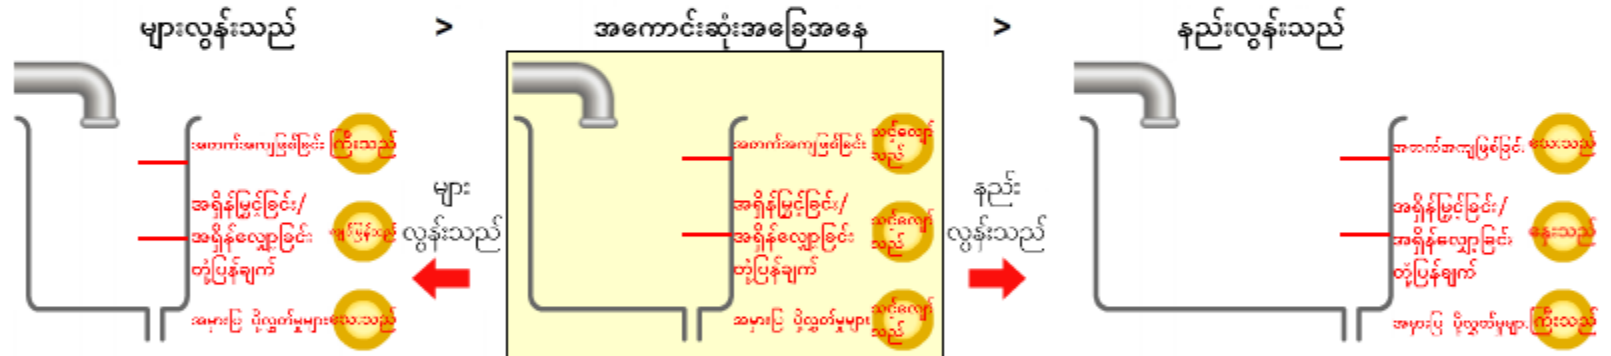 များလွန်းသည် > အကောင်းဆုံးအခြေအနေ > နည်းလွန်းသည်
အတက်အကျဖြစ်ခြင်း ကြီးသည်
အရှိန်မြှင့်ခြင်း/
အရှိန်လျှော့ခြင်း
တုံ့ပြန်ချက်
လျင်မြန်သည်
အမှားပြ ပို့လွှတ်မှုများ သေးသည်
များ
လွန်းသည်
အတက်အကျဖြစ်ခြင်း
သင့်လျော်
သည်
အရှိန်မြှင့်ခြင်း/
အရှိန်လျှော့ခြင်း
တုံ့ပြန်ချက်
သင့်လျော်
သည်
အမှားပြ ပို့လွှတ်မှုများ
သင့်လျော်
သည်
နည်း
လွန်းသည်
အတက်အကျဖြစ်ခြင်း သေးသည်
အရှိန်မြှင့်ခြင်း/
အရှိန်လျှော့ခြင်း
တုံ့ပြန်ချက်
နှေးသည်
အမှားပြ ပို့လွှတ်မှုများ ကြီးသည်